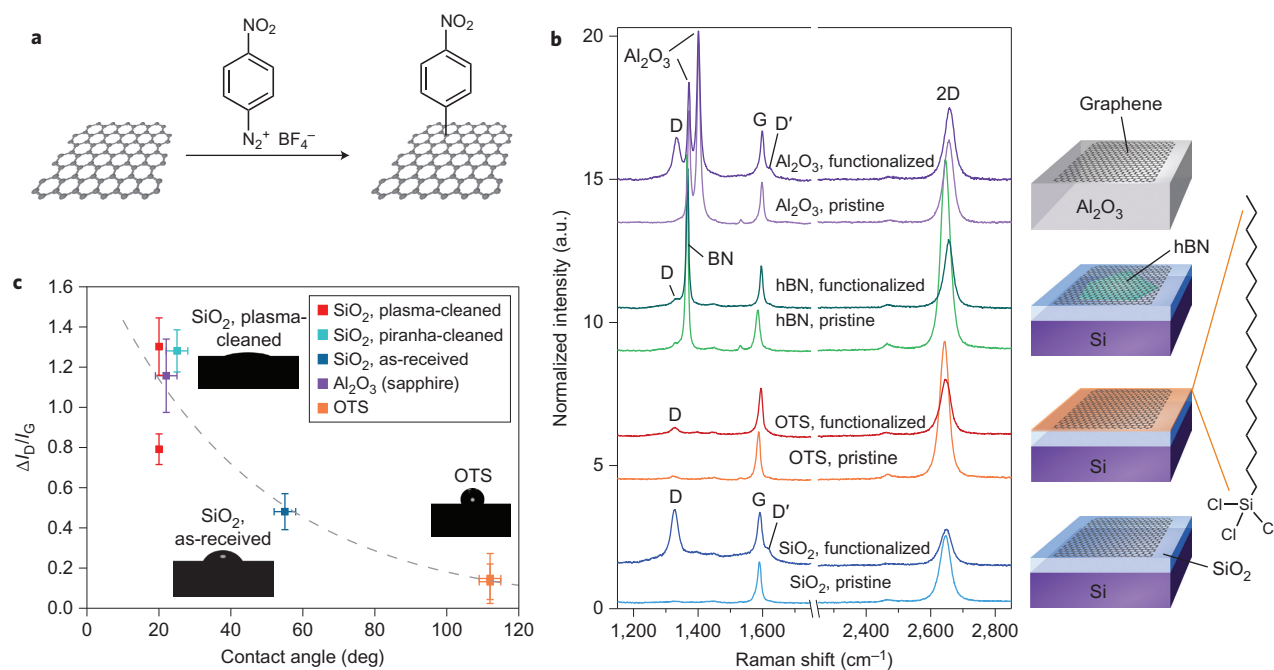 a
NO₂
N₂⁺ BF₄⁻
NO₂
b
Normalized intensity (a.u.)
20
15
10
5
0
Al₂O₃
D
G
D′
2D
Al₂O₃, functionalized
Al₂O₃, pristine
BN
D
hBN, functionalized
hBN, pristine
D
OTS, functionalized
OTS, pristine
D
G
D′
SiO₂, functionalized
SiO₂, pristine
1,200
1,400
1,600
2,600
2,800
Raman shift (cm⁻¹)
Graphene
Al₂O₃
hBN
Si
Si
Cl
Si
Cl
C
SiO₂
Si
c
ΔI_D/I_G
1.6
1.4
1.2
1.0
0.8
0.6
0.4
0.2
0.0
SiO₂, plasma-
cleaned
SiO₂, plasma-cleaned
SiO₂, piranha-cleaned
SiO₂, as-received
Al₂O₃ (sapphire)
OTS
SiO₂,
as-received
OTS
0
20
40
60
80
100
120
Contact angle (deg)